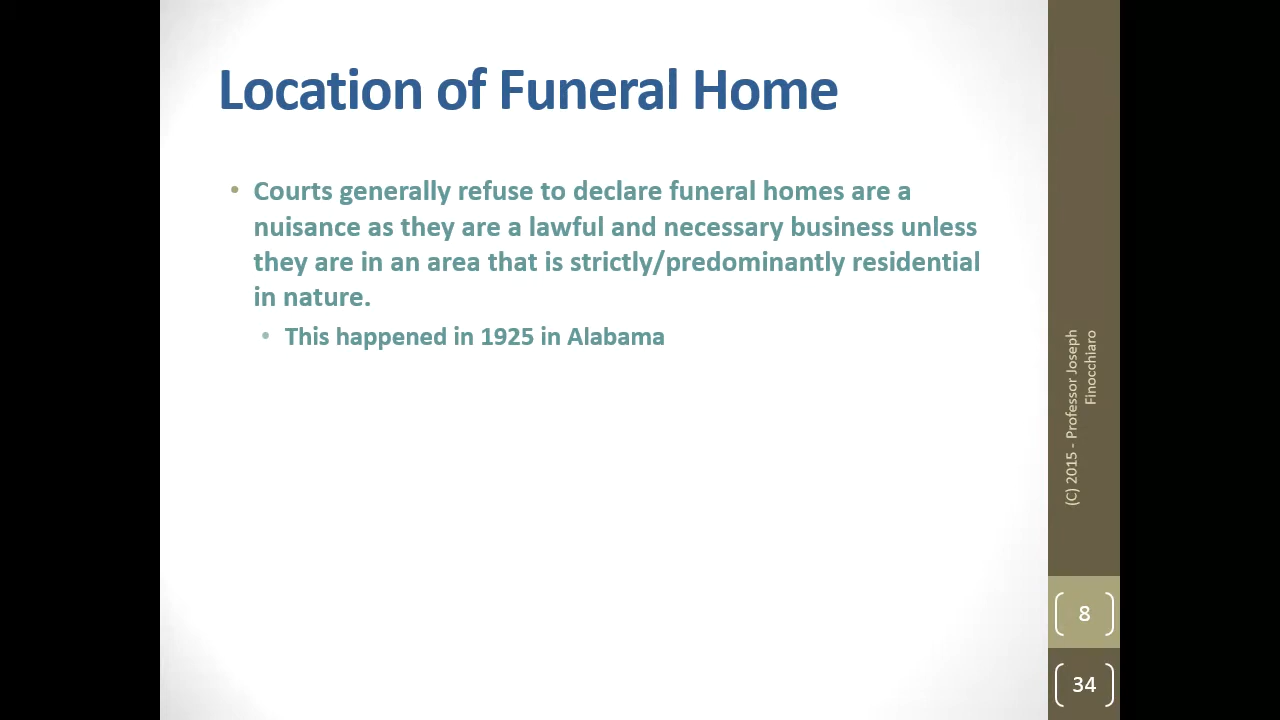 Location of Funeral Home
• Courts generally refuse to declare funeral homes are a
nuisance as they are a lawful and necessary business unless
they are in an area that is strictly/predominantly residential
in nature.
• This happened in 1925 in Alabama
(C) 2015 - Professor Joseph
Finocchiaro
8
34